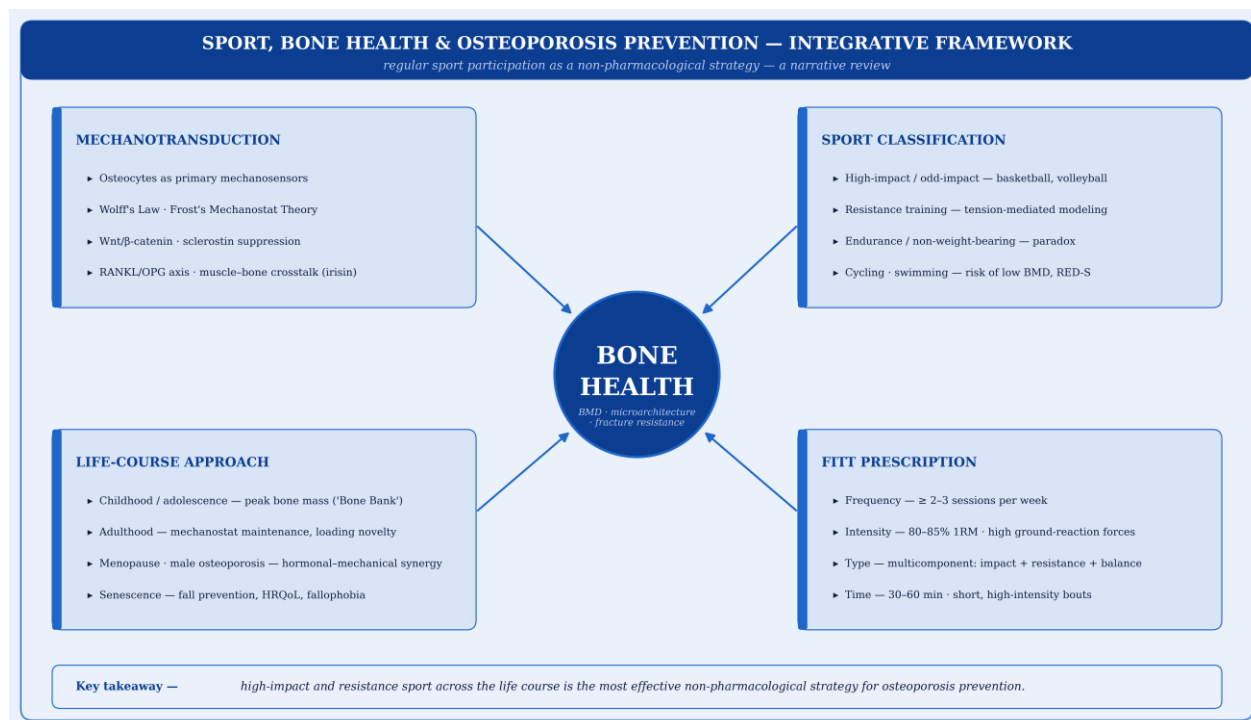 SPORT, BONE HEALTH & OSTEOPOROSIS PREVENTION — INTEGRATIVE FRAMEWORK
regular sport participation as a non-pharmacological strategy — a narrative review
MECHANOTRANSDUCTION
▸ Osteocytes as primary mechanosensors
▸ Wolff's Law · Frost's Mechanostat Theory
▸ Wnt/β-catenin · sclerostin suppression
▸ RANKL/OPG axis · muscle–bone crosstalk (irisin)
SPORT CLASSIFICATION
▸ High-impact / odd-impact — basketball, volleyball
▸ Resistance training — tension-mediated modeling
▸ Endurance / non-weight-bearing — paradox
▸ Cycling · swimming — risk of low BMD, RED-S
BONE
HEALTH
BMD · microarchitecture
· fracture resistance
LIFE-COURSE APPROACH
▸ Childhood / adolescence — peak bone mass ('Bone Bank')
▸ Adulthood — mechanostat maintenance, loading novelty
▸ Menopause · male osteoporosis — hormonal–mechanical synergy
▸ Senescence — fall prevention, HRQoL, fallophobia
FITT PRESCRIPTION
▸ Frequency — ≥ 2–3 sessions per week
▸ Intensity — 80–85% 1RM · high ground-reaction forces
▸ Type — multicomponent: impact + resistance + balance
▸ Time — 30–60 min · short, high-intensity bouts
Key takeaway — high-impact and resistance sport across the life course is the most effective non-pharmacological strategy for osteoporosis prevention.